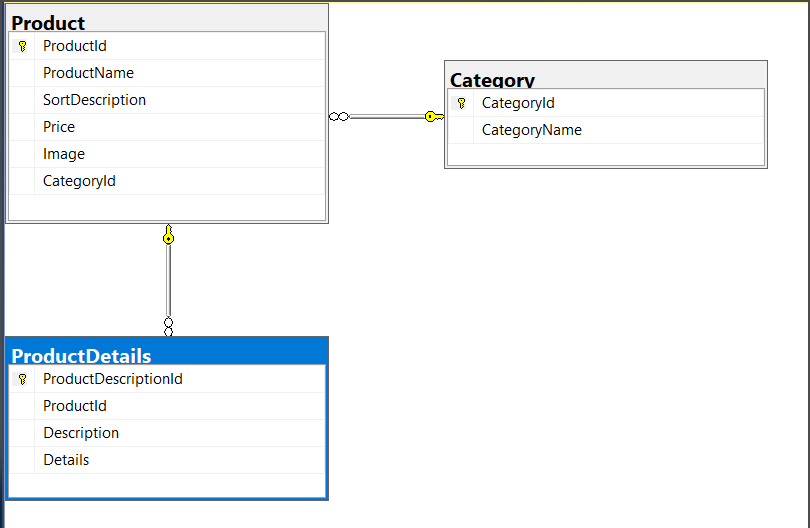 Product
ProductId
ProductName
SortDescription
Price
Image
CategoryId
Category
CategoryId
CategoryName
ProductDetails
ProductDescriptionId
ProductId
Description
Details